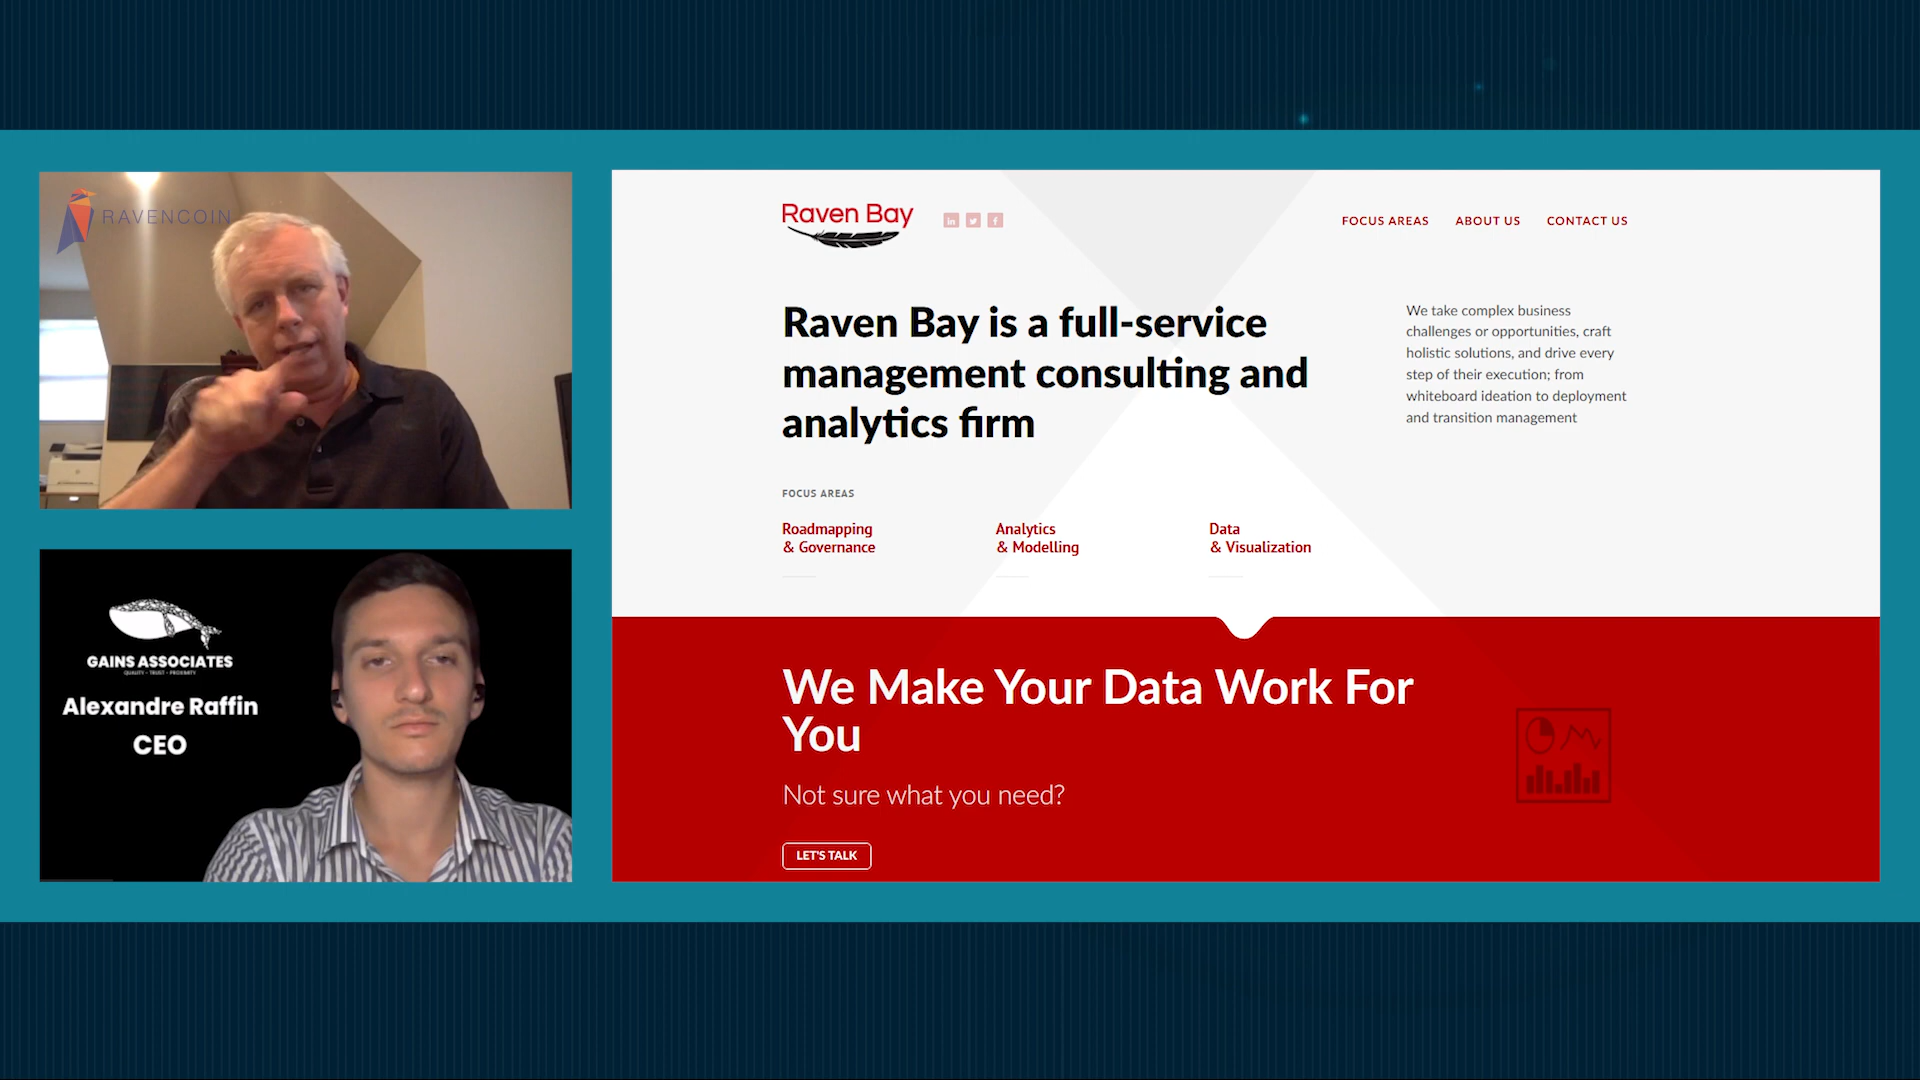 RAVENCOIN
GAINS ASSOCIATES
QUALITY - TRUST - PROXIMITY
Alexandre Raffin
CEO
Raven Bay
FOCUS AREAS
ABOUT US
CONTACT US
Raven Bay is a full-service
management consulting and
analytics firm
We take complex business
challenges or opportunities, craft
holistic solutions, and drive every
step of their execution; from
whiteboard ideation to deployment
and transition management
FOCUS AREAS
Roadmapping
& Governance
Analytics
& Modelling
Data
& Visualization
We Make Your Data Work For
You
Not sure what you need?
LET'S TALK